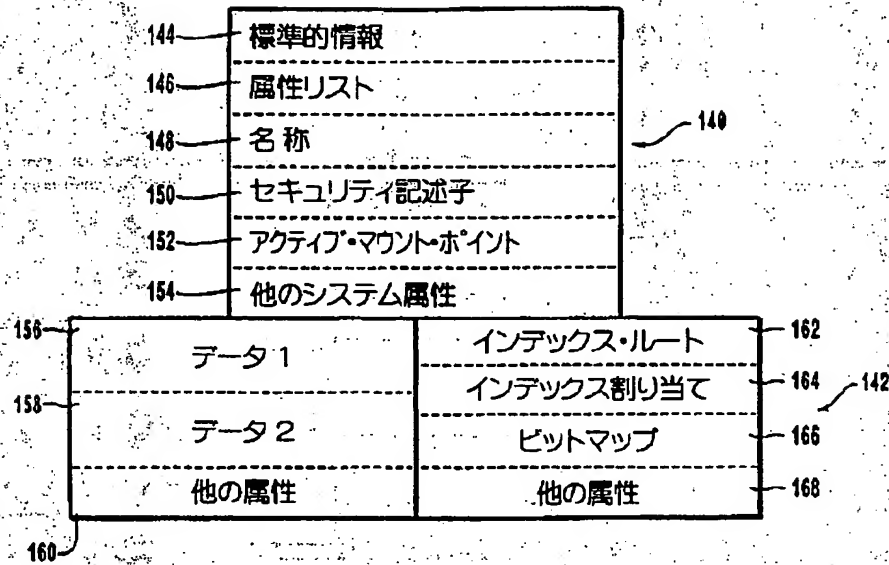 144 標準的情報
146 属性リスト
148 名称 140
150 セキュリティ記述子
152 アクティブ・マウント・ポイント
154 他のシステム属性
156 データ1 インデックス・ルート 162
インデックス割り当て 164 142
158 データ2 ビットマップ 166
他の属性 他の属性 168
160